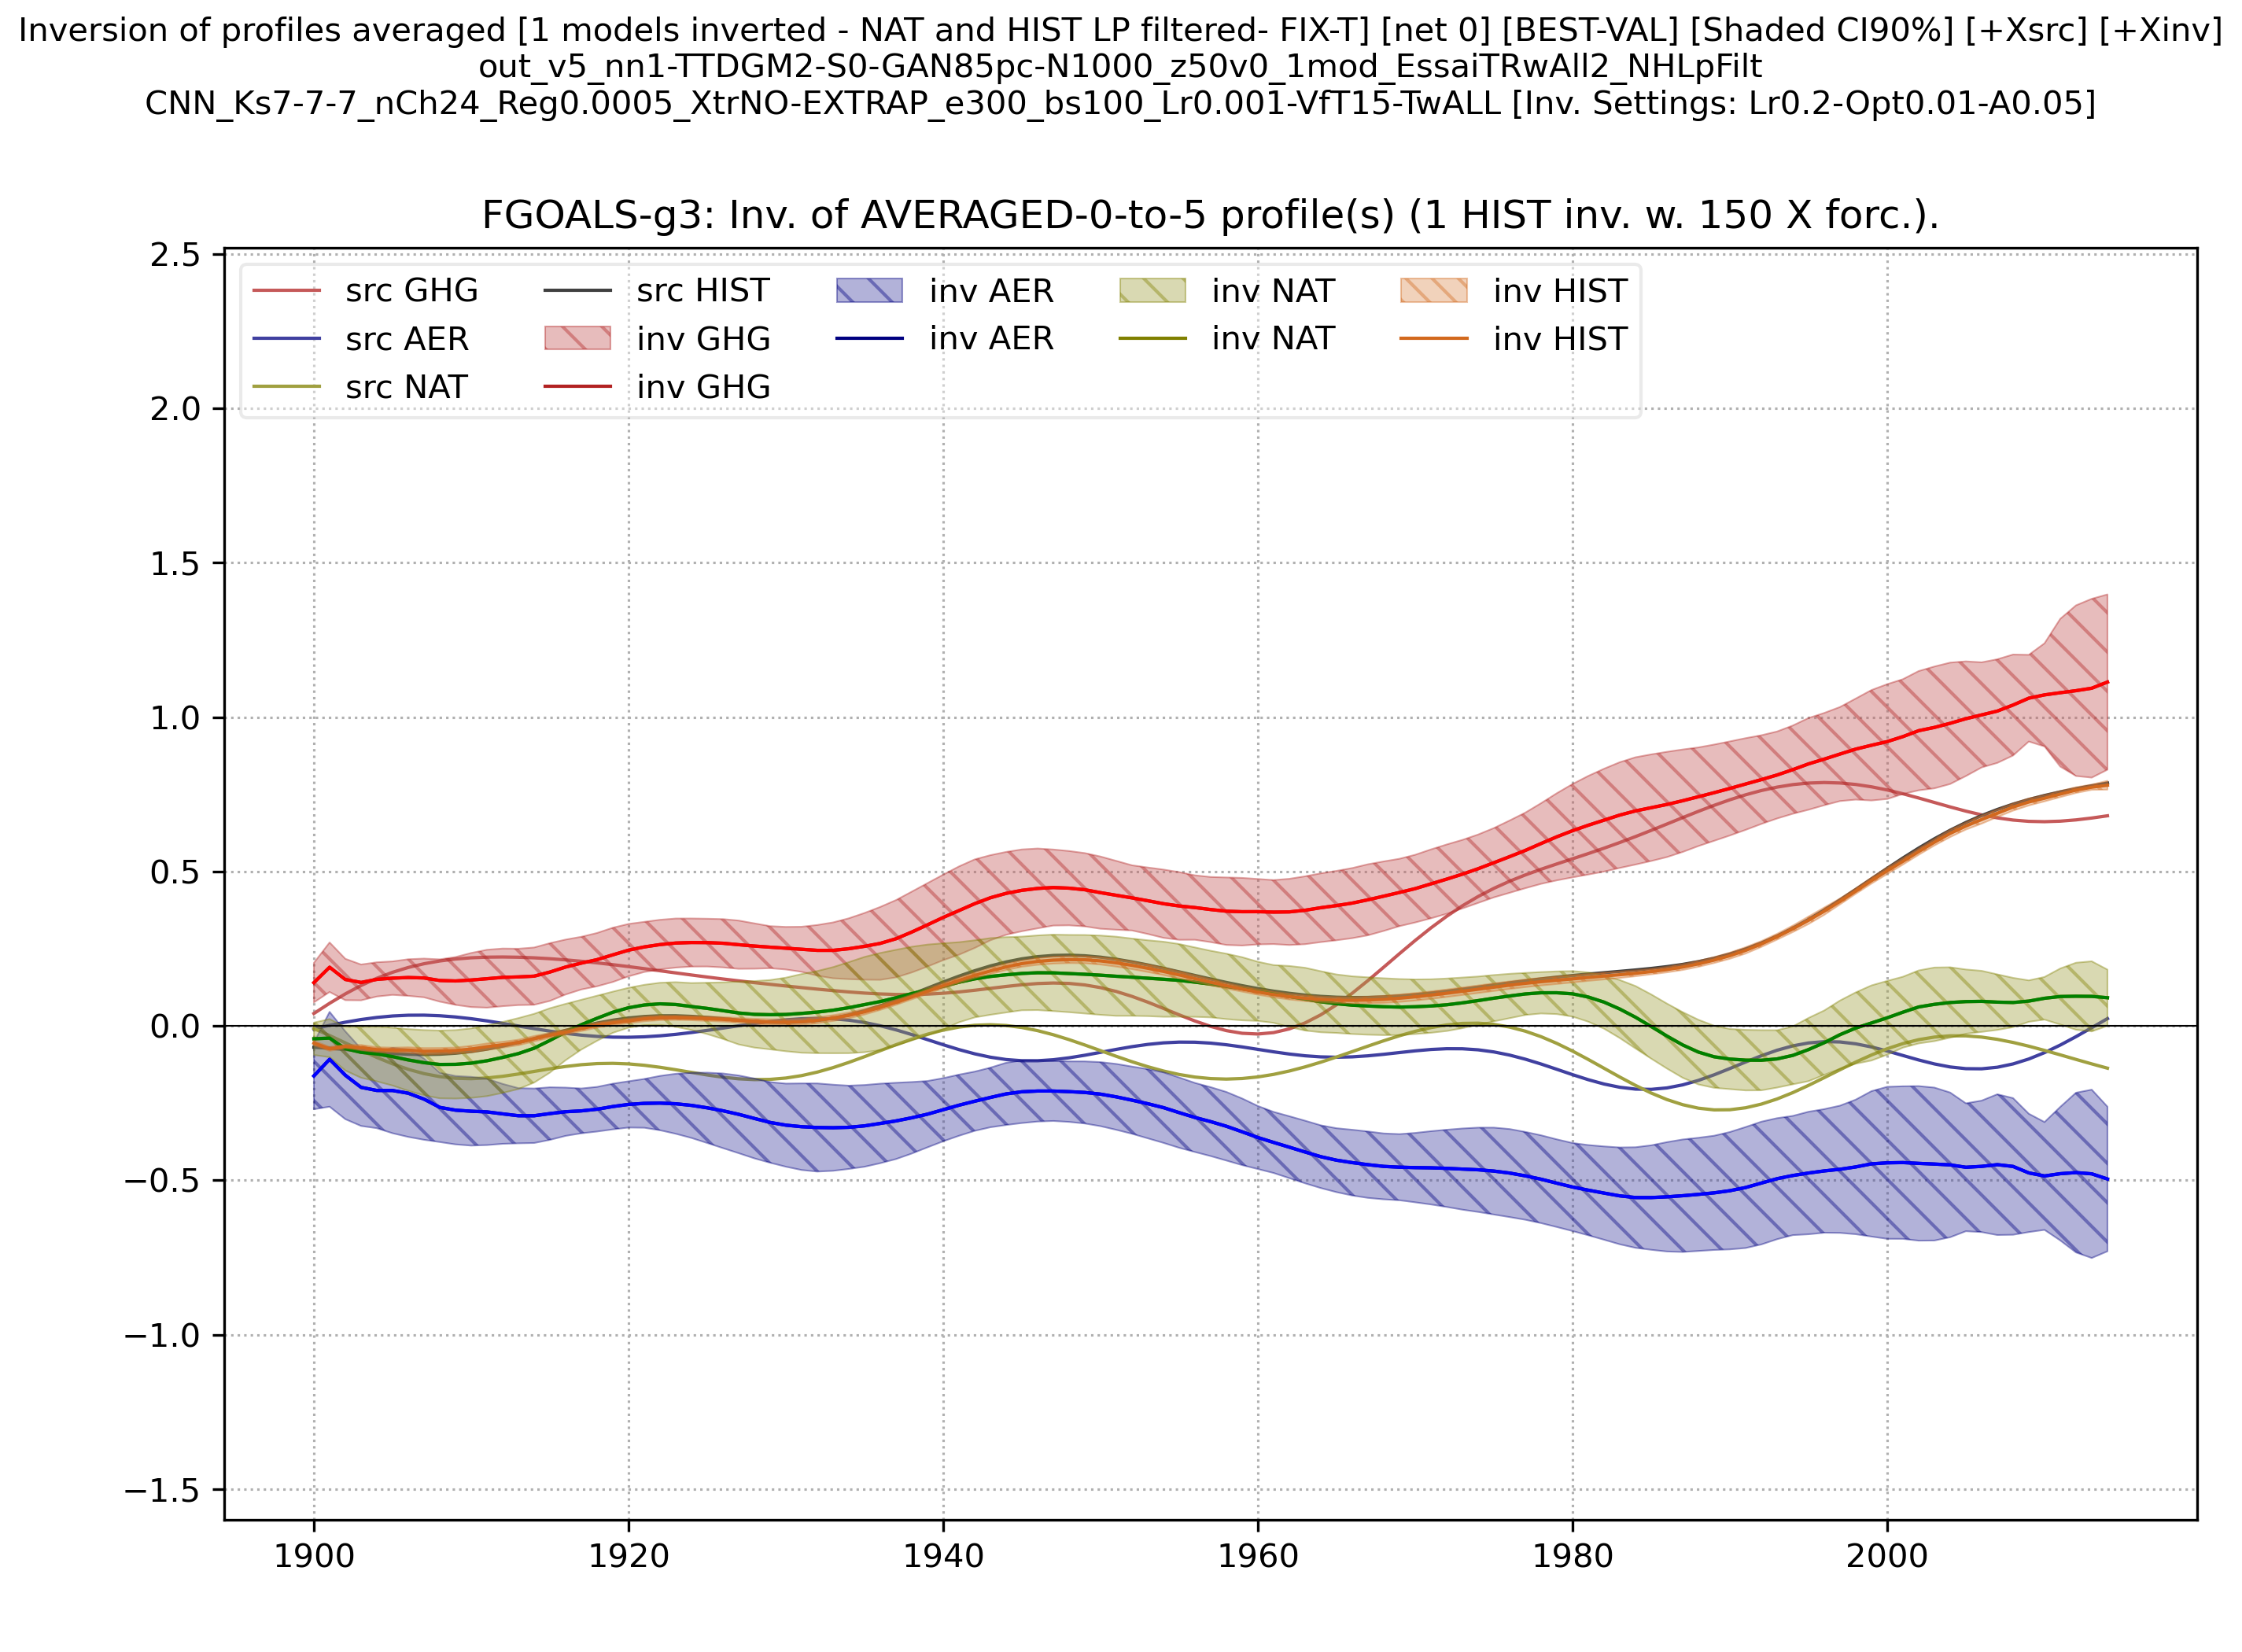 Inversion of profiles averaged [1 models inverted - NAT and HIST LP filtered- FIX-T] [net 0] [BEST-VAL] [Shaded CI90%] [+Xsrc] [+Xinv]
out_v5_nn1-TTDGM2-S0-GAN85pc-N1000_z50v0_1mod_EssaiTRwAll2_NHLpFilt
CNN_Ks7-7-7_nCh24_Reg0.0005_XtrNO-EXTRAP_e300_bs100_Lr0.001-VfT15-TwALL [Inv. Settings: Lr0.2-Opt0.01-A0.05]
FGOALS-g3: Inv. of AVERAGED-0-to-5 profile(s) (1 HIST inv. w. 150 X forc.).
src GHG src HIST inv AER inv NAT inv HIST
src AER inv GHG inv AER inv NAT inv HIST
src NAT inv GHG
2.5
2.0
1.5
1.0
0.5
0.0
−0.5
−1.0
−1.5
1900 1920 1940 1960 1980 2000